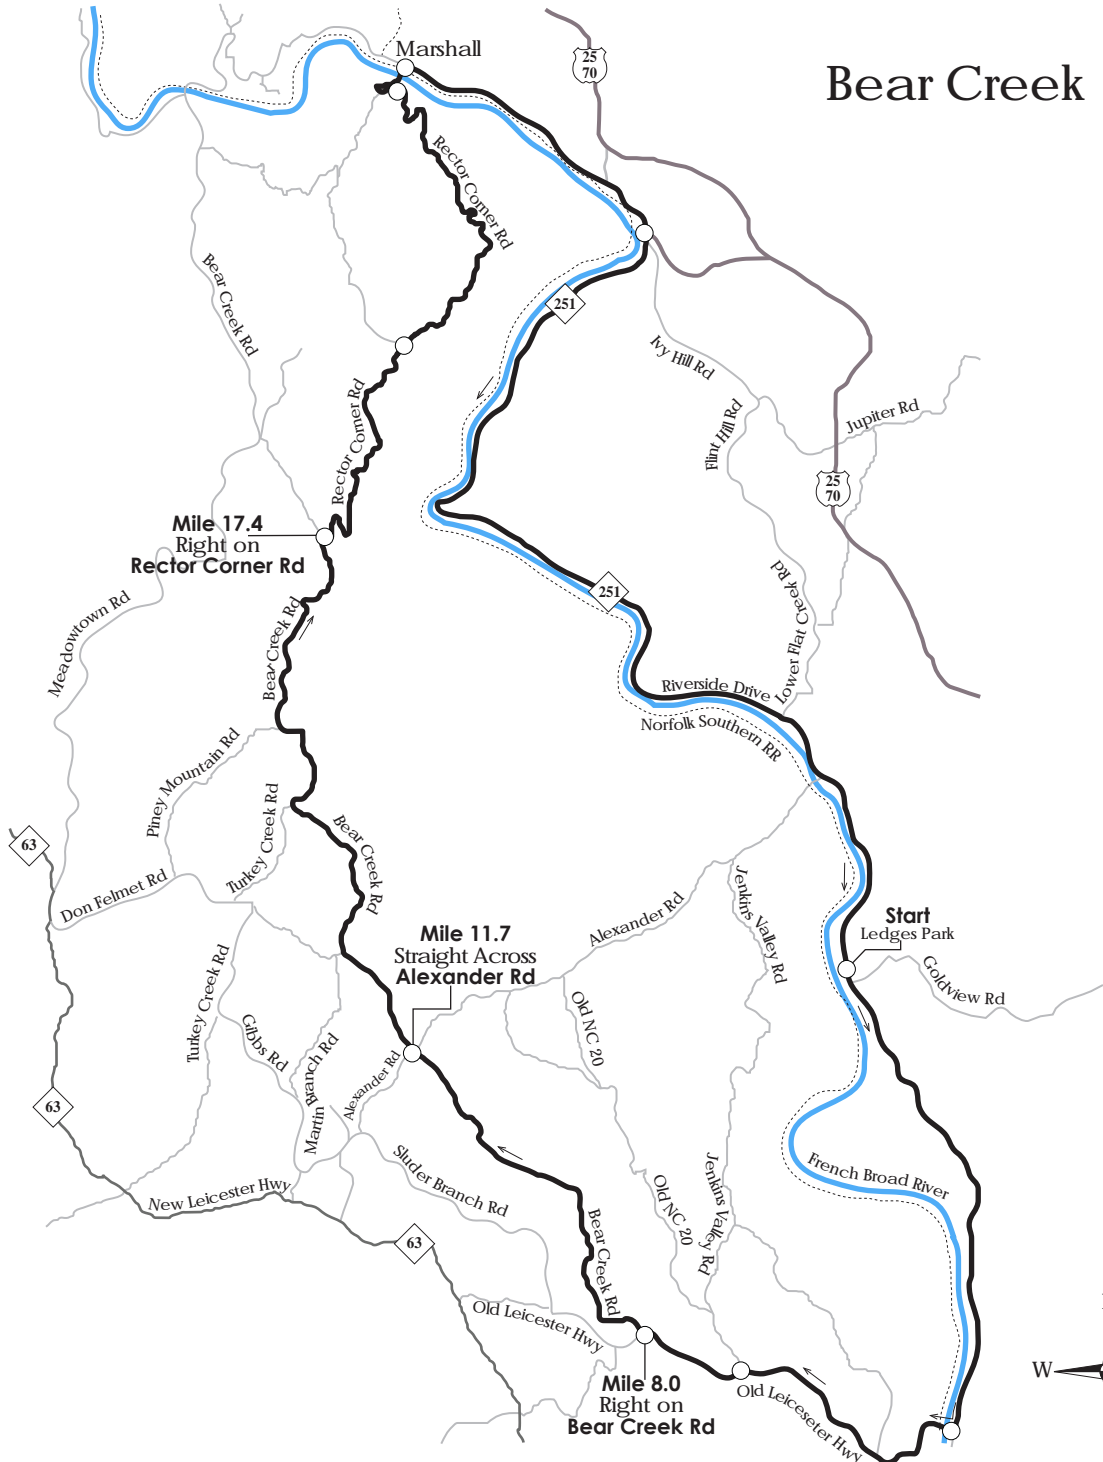 Marshall
25
70
Bear Creek
Rector Corner Rd
Bear Creek Rd
251
Ivy Hill Rd
Rector Corner Rd
Flint Hill Rd
Jupiter Rd
25
70
Mile 17.4
Right on
Rector Corner Rd
251
Lower Flat Creek Rd
Meadowtown Rd
Bear Creek Rd
Riverside Drive
Norfolk Southern RR
Piney Mountain Rd
Turkey Creek Rd
Bear Creek Rd
63
Don Felmet Rd
Jenkins Valley Rd
Alexander Rd
Start
Ledges Park
Mile 11.7
Straight Across
Alexander Rd
Goldview Rd
Turkey Creek Rd
Gibbs Rd
Martin Branch Rd
Alexander Rd
Old NC 20
63
Sluder Branch Rd
New Leicester Hwy
French Broad River
Jenkins Valley Rd
Old NC 20
63
Bear Creek Rd
Old Leicester Hwy
W
Mile 8.0
Right on
Bear Creek Rd
Old Leiceseter Hwy